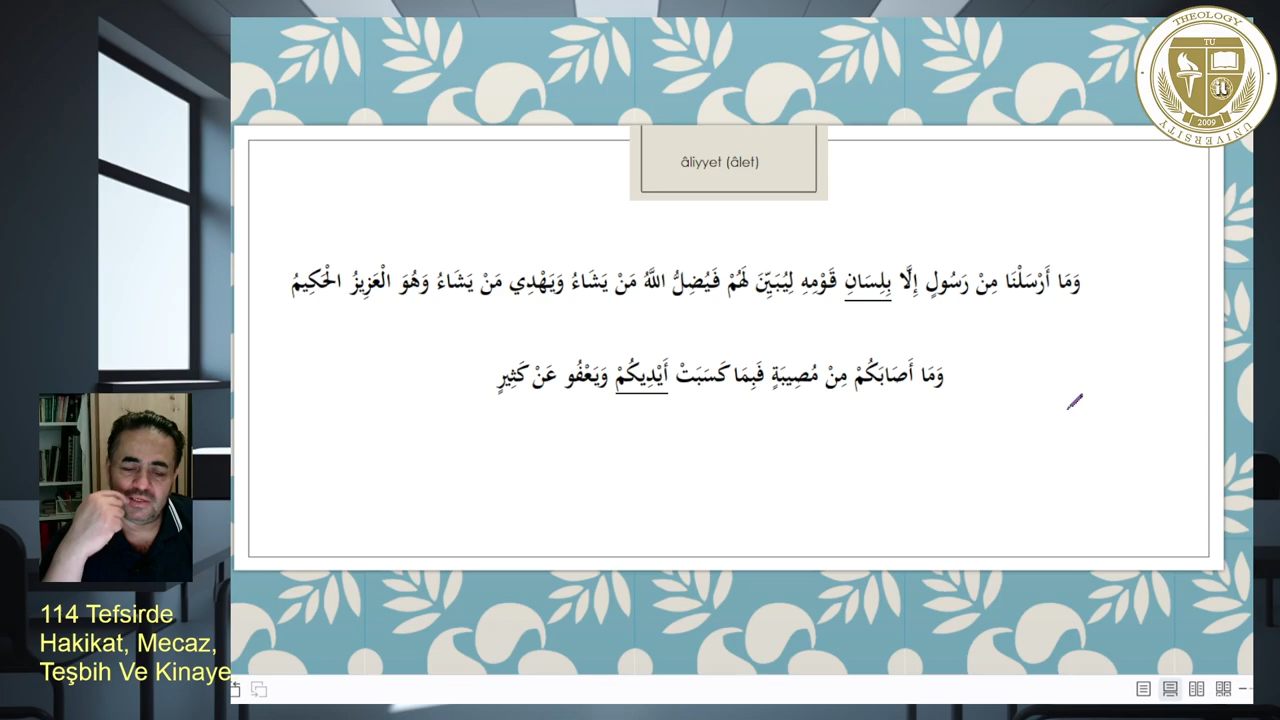 THEOLOGY
TU
2009
UNIVERSITY
âliyyet (âlet)
وَمَا أَرْسَلْنَا مِنْ رَسُولٍ إِلَّا بِلِسَانِ قَوْمِهِ لِيُبَيِّنَ لَهُمْ فَيُضِلُّ اللَّهُ مَنْ يَشَاءُ وَيَهْدِي مَنْ يَشَاءُ وَهُوَ الْعَزِيزُ الْحَكِيمُ
وَمَا أَصَابَكُمْ مِنْ مُصِيبَةٍ فَبِمَا كَسَبَتْ أَيْدِيكُمْ وَيَعْفُو عَنْ كَثِيرٍ
114 Tefsirde
Hakikat, Mecaz,
Teşbih Ve Kinaye